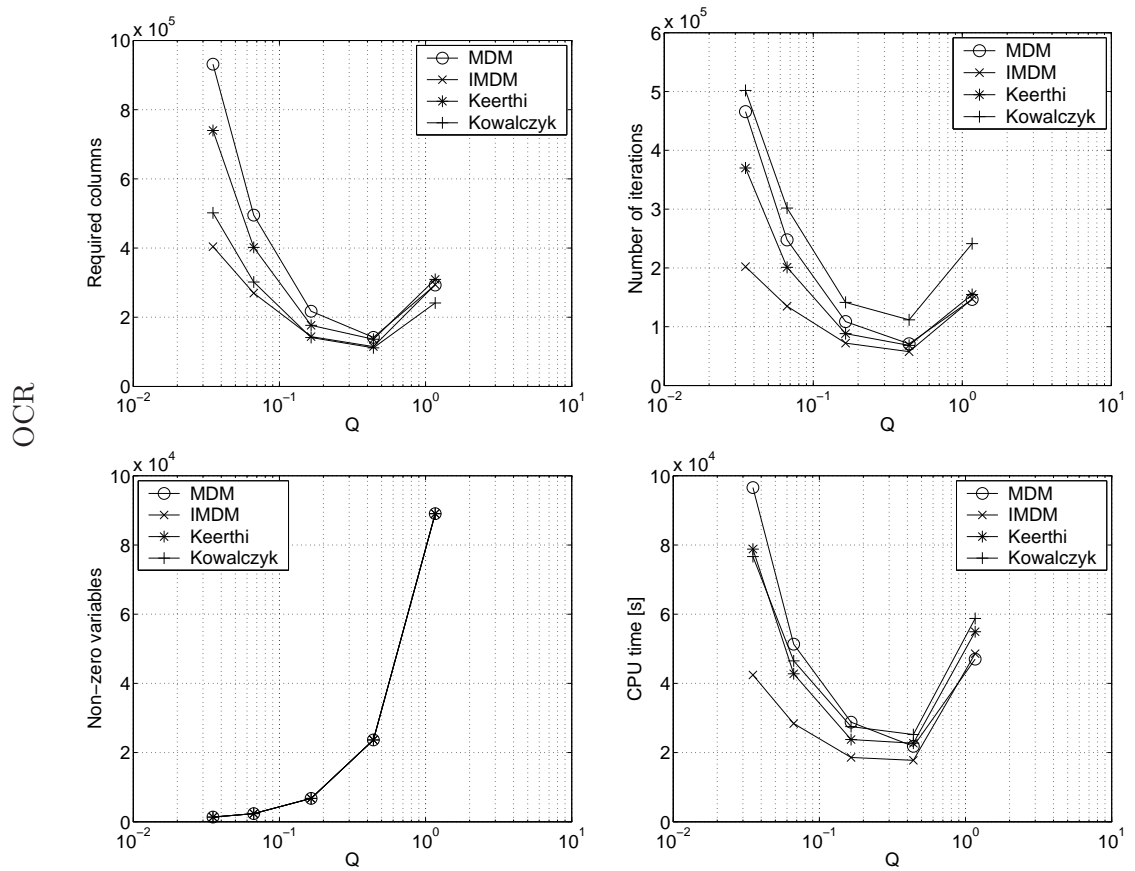 OCR
x 10^5
10
8
6
4
2
0
Required columns
10^-2
10^-1
10^0
10^1
Q
MDM
IMDM
Keerthi
Kowalczyk
x 10^5
6
5
4
3
2
1
0
Number of iterations
10^-2
10^-1
10^0
10^1
Q
MDM
IMDM
Keerthi
Kowalczyk
x 10^4
10
8
6
4
2
0
Non-zero variables
10^-2
10^-1
10^0
10^1
Q
MDM
IMDM
Keerthi
Kowalczyk
x 10^4
10
8
6
4
2
0
CPU time [s]
10^-2
10^-1
10^0
10^1
Q
MDM
IMDM
Keerthi
Kowalczyk